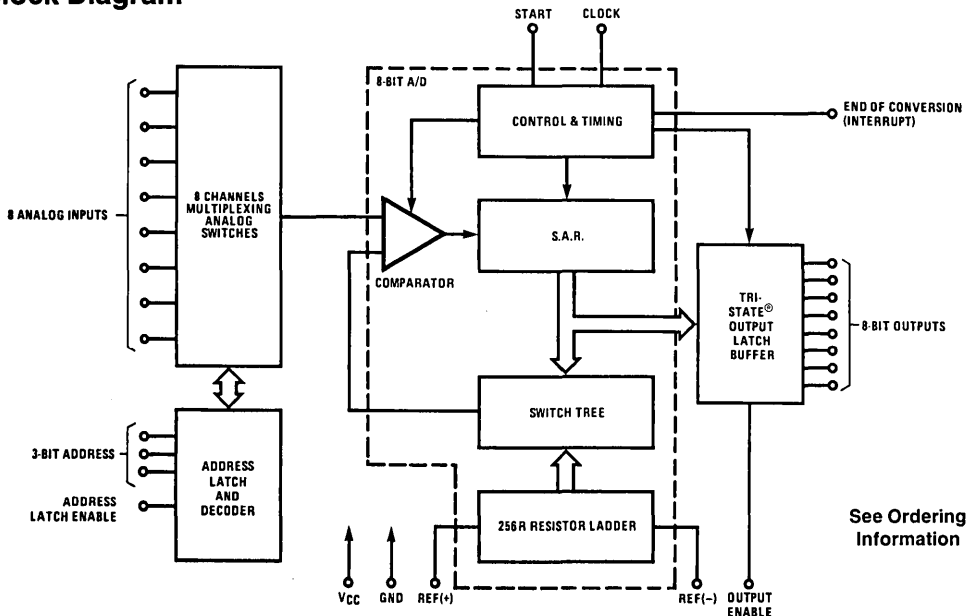 START
CLOCK
8-BIT A/D
CONTROL & TIMING
END OF CONVERSION
(INTERRUPT)
8 ANALOG INPUTS
8 CHANNELS
MULTIPLEXING
ANALOG
SWITCHES
S.A.R.
COMPARATOR
TRI-
STATE®
OUTPUT
LATCH
BUFFER
8-BIT OUTPUTS
SWITCH TREE
3-BIT ADDRESS
ADDRESS
LATCH ENABLE
ADDRESS
LATCH
AND
DECODER
256R RESISTOR LADDER
See Ordering
Information
VCC
GND
REF(+)
REF(−)
OUTPUT
ENABLE